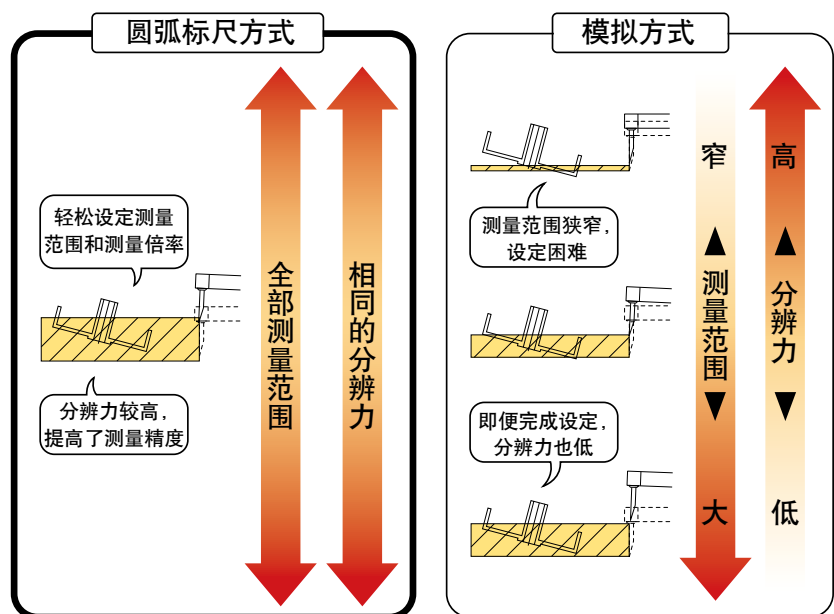 圆弧标尺方式
轻松设定测量
范围和测量倍率
分辨力较高，
提高了测量精度
全部测量范围
相同的分辨力
模拟方式
测量范围狭窄，
设定困难
即便完成设定，
分辨力也低
窄
测量范围
大
高
分辨力
低